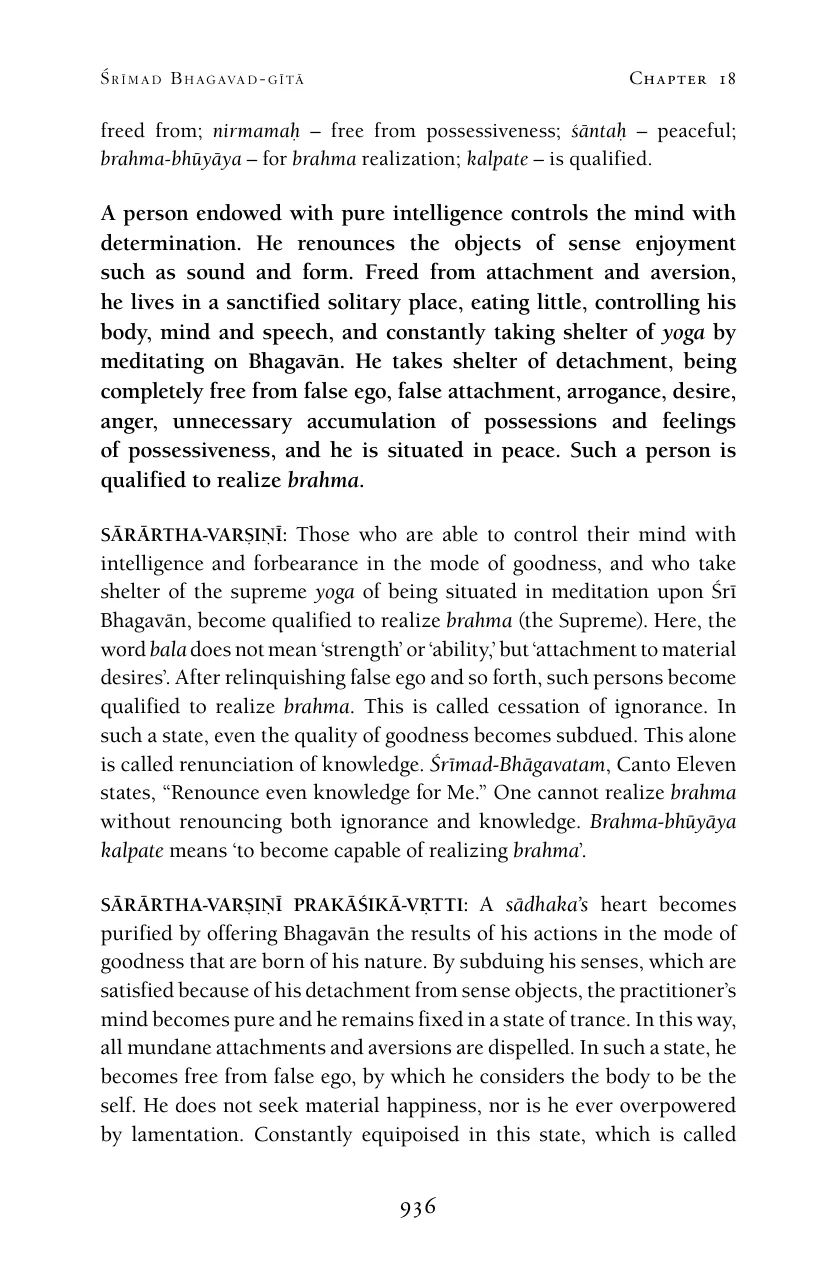 Śrīmad Bhagavad-gītā Chapter 18
freed from; nirmamaḥ – free from possessiveness; śāntaḥ – peaceful;
brahma-bhūyāya – for brahma realization; kalpate – is qualified.
A person endowed with pure intelligence controls the mind with
determination. He renounces the objects of sense enjoyment
such as sound and form. Freed from attachment and aversion,
he lives in a sanctified solitary place, eating little, controlling his
body, mind and speech, and constantly taking shelter of yoga by
meditating on Bhagavān. He takes shelter of detachment, being
completely free from false ego, false attachment, arrogance, desire,
anger, unnecessary accumulation of possessions and feelings
of possessiveness, and he is situated in peace. Such a person is
qualified to realize brahma.
SĀRĀRTHA-VARṢIṆĪ: Those who are able to control their mind with
intelligence and forbearance in the mode of goodness, and who take
shelter of the supreme yoga of being situated in meditation upon Śrī
Bhagavān, become qualified to realize brahma (the Supreme). Here, the
word bala does not mean ‘strength’ or ‘ability,’ but ‘attachment to material
desires’. After relinquishing false ego and so forth, such persons become
qualified to realize brahma. This is called cessation of ignorance. In
such a state, even the quality of goodness becomes subdued. This alone
is called renunciation of knowledge. Śrīmad-Bhāgavatam, Canto Eleven
states, “Renounce even knowledge for Me.” One cannot realize brahma
without renouncing both ignorance and knowledge. Brahma-bhūyāya
kalpate means ‘to become capable of realizing brahma’.
SĀRĀRTHA-VARṢIṆĪ PRAKĀŚIKĀ-VṚTTI: A sādhaka’s heart becomes
purified by offering Bhagavān the results of his actions in the mode of
goodness that are born of his nature. By subduing his senses, which are
satisfied because of his detachment from sense objects, the practitioner’s
mind becomes pure and he remains fixed in a state of trance. In this way,
all mundane attachments and aversions are dispelled. In such a state, he
becomes free from false ego, by which he considers the body to be the
self. He does not seek material happiness, nor is he ever overpowered
by lamentation. Constantly equipoised in this state, which is called
936